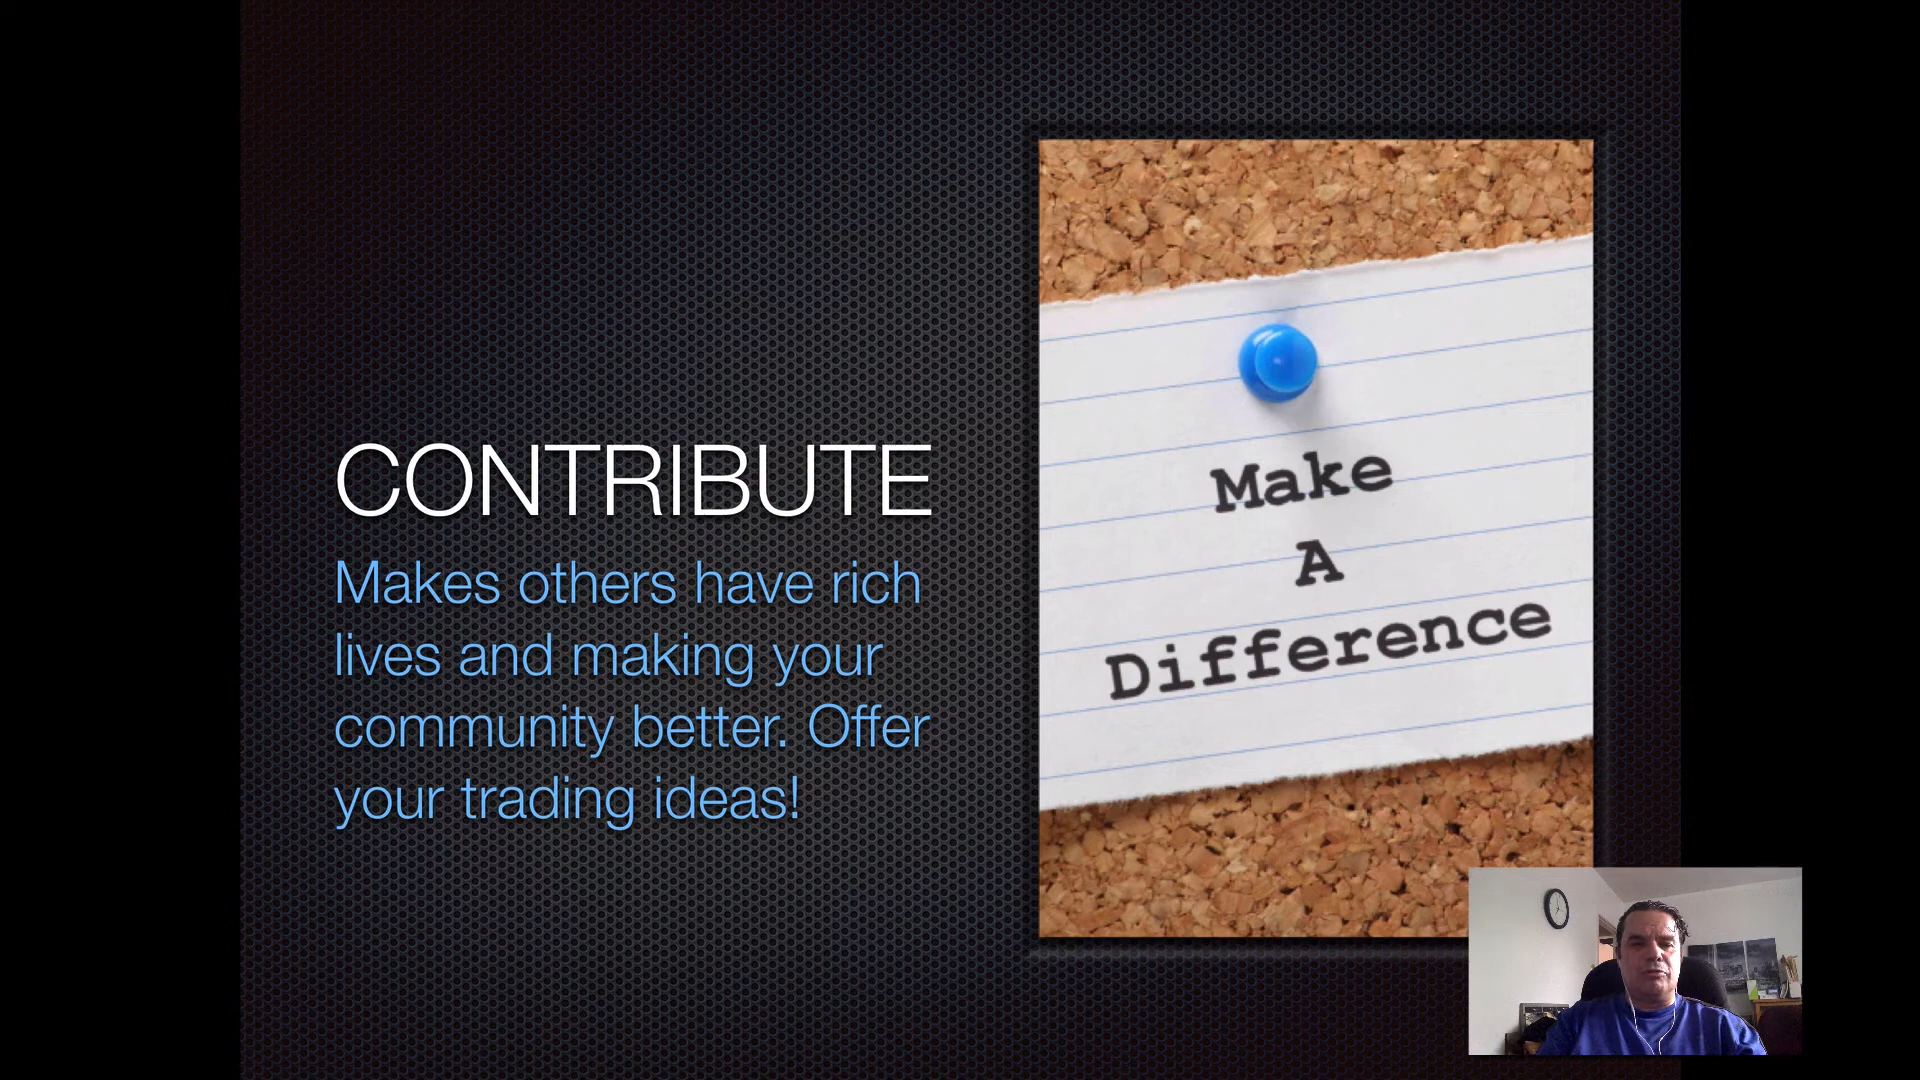 CONTRIBUTE
Makes others have rich
lives and making your
community better. Offer
your trading ideas!
Make
A
Difference